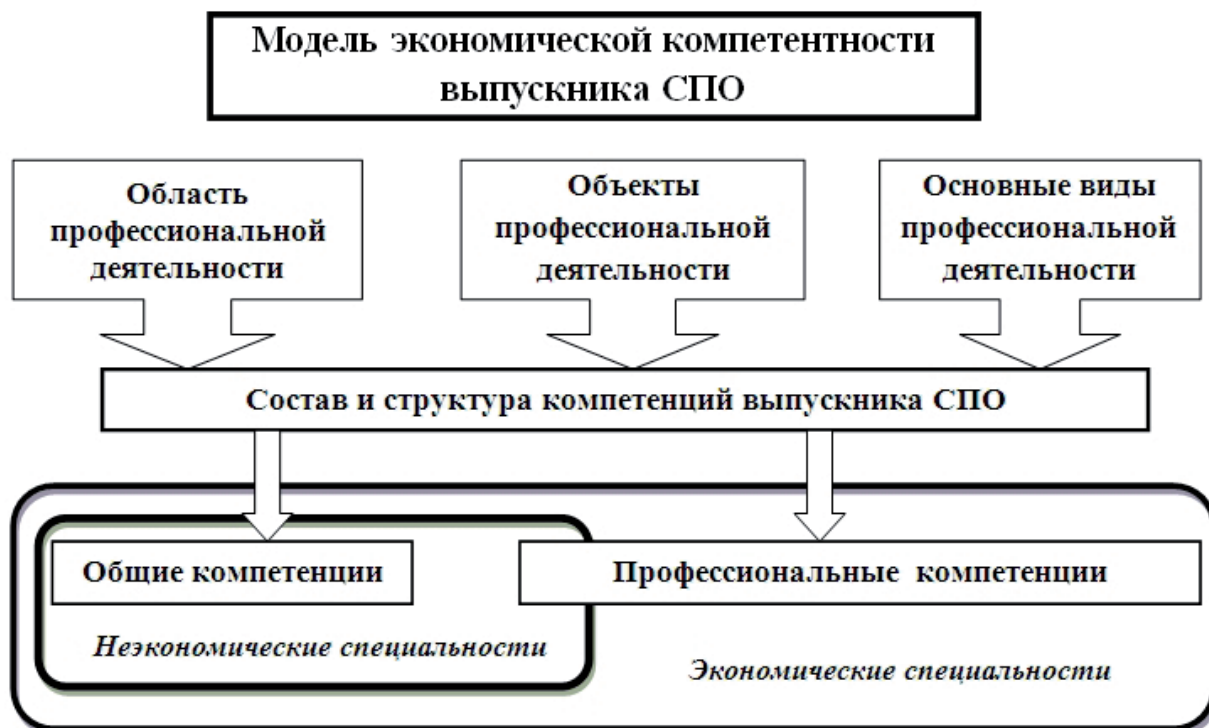 Модель экономической компетентности
выпускника СПО
Область
профессиональной
деятельности
Объекты
профессиональной
деятельности
Основные виды
профессиональной
деятельности
Состав и структура компетенций выпускника СПО
Общие компетенции
Профессиональные компетенции
Неэкономические специальности
Экономические специальности